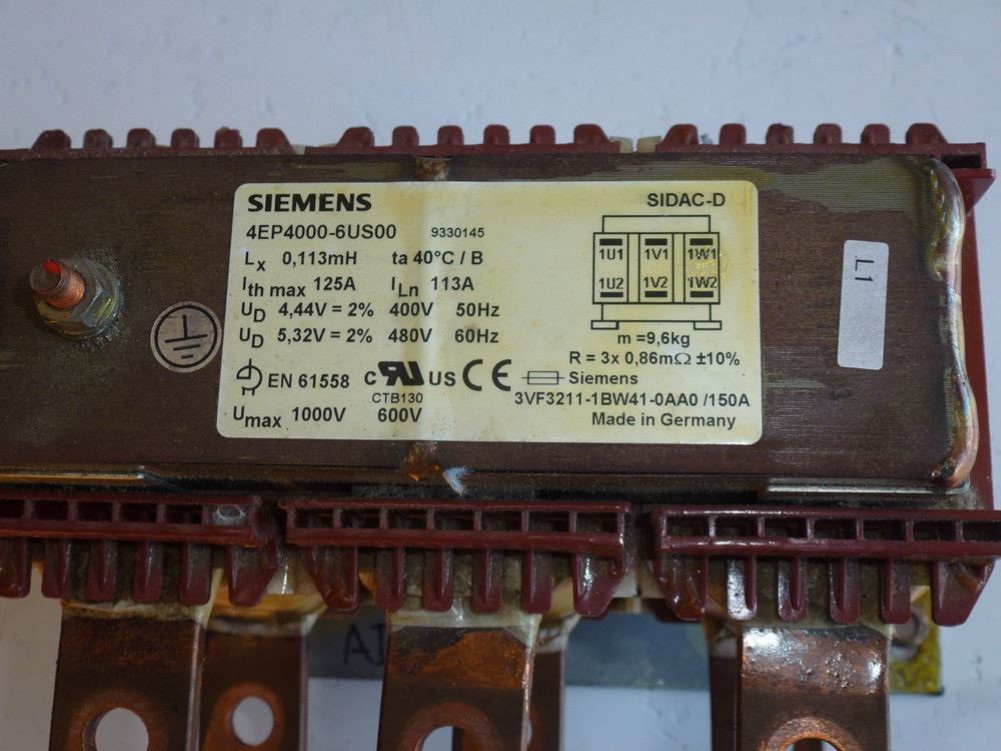 SIEMENS
SIDAC-D
4EP4000-6US00 9330145
Lx 0,113mH ta 40°C / B
Ith max 125A ILn 113A
UD 4,44V = 2% 400V 50Hz
UD 5,32V = 2% 480V 60Hz
1U1 1V1 1W1
1U2 1V2 1W2
m =9,6kg
R = 3x 0,86mΩ ±10%
EN 61558 c RU US CE Siemens
CTB130
3VF3211-1BW41-0AA0 /150A
Umax 1000V 600V
Made in Germany
L1